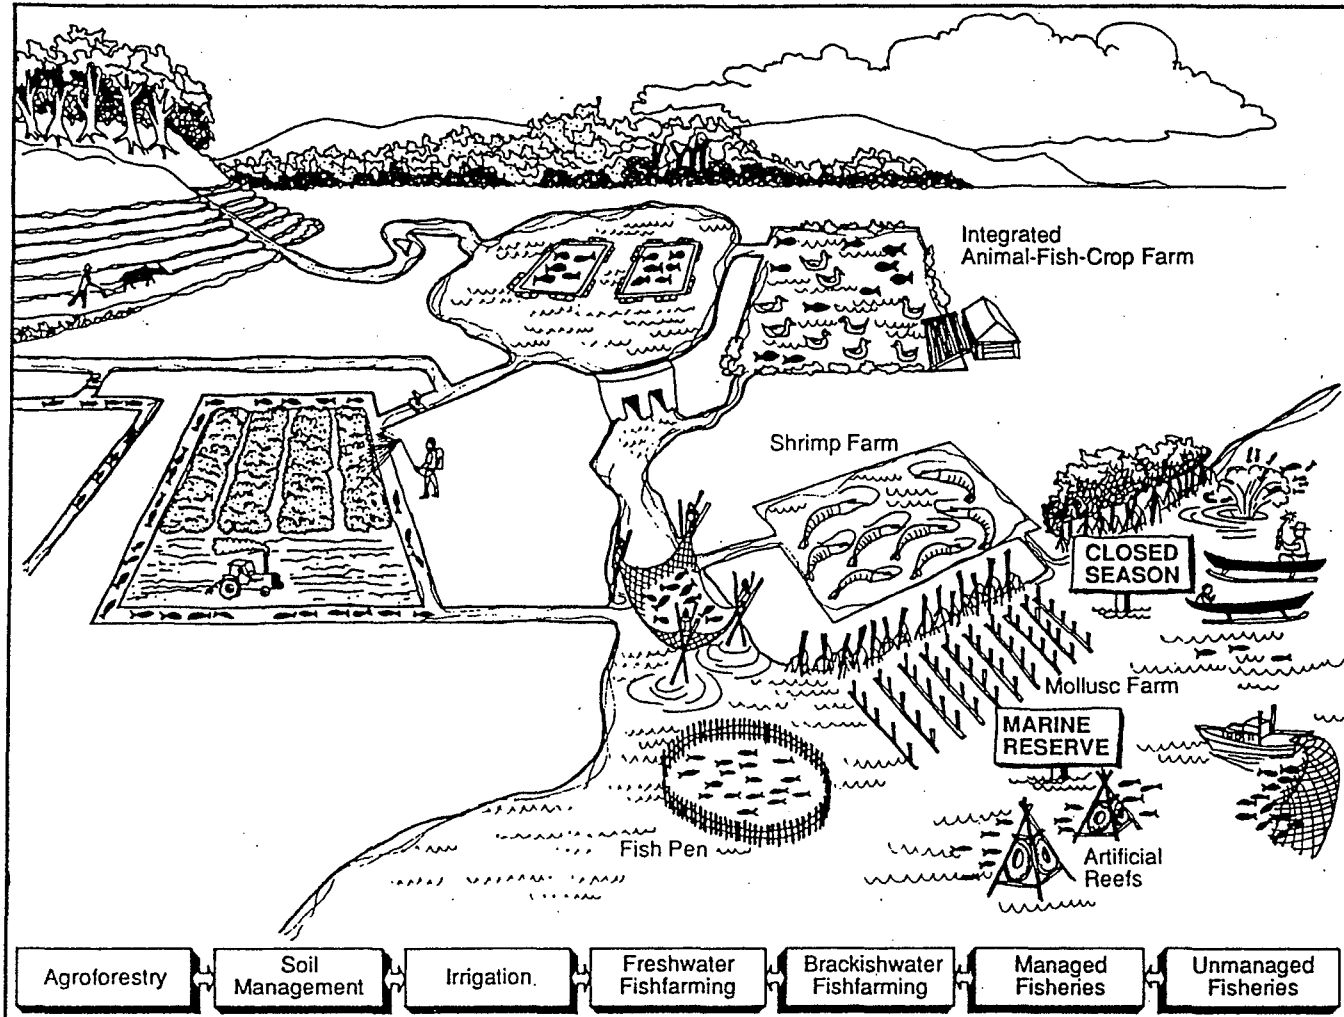 Integrated
Animal-Fish-Crop Farm
Shrimp Farm
CLOSED
SEASON
Mollusc Farm
MARINE
RESERVE
Fish Pen
Artificial
Reefs
Agroforestry
Soil
Management
Irrigation
Freshwater
Fishfarming
Brackishwater
Fishfarming
Managed
Fisheries
Unmanaged
Fisheries